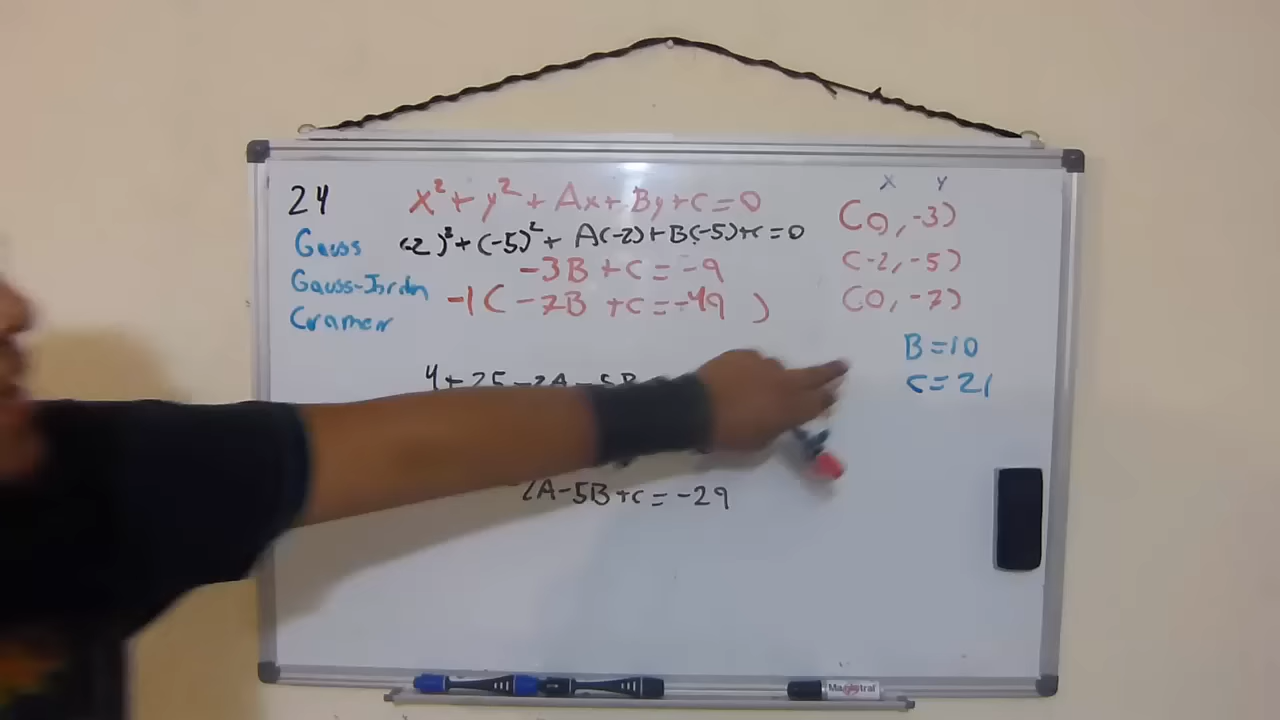 24
x² + y² + Ax + By + C = 0
(-2)² + (-5)² + A(-2) + B(-5) + C = 0
Gauss
Gauss-Jordn
Cramer
-3B + C = -9
-1( -7B + C = -49 )
4 + 25 - 2A - 5B
2A - 5B + C = -29
x y
(0, -3)
(-2, -5)
(0, -7)
B = 10
C = 21
Magistral